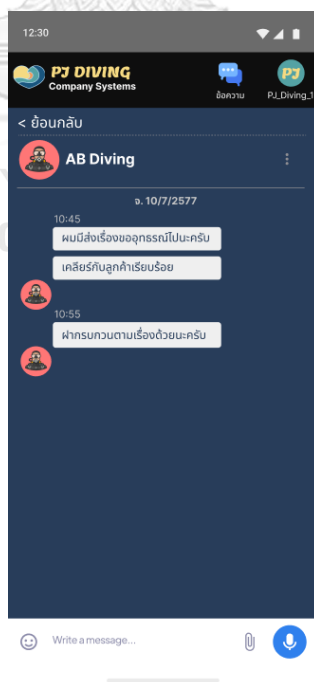 12:30
PJ DIVING
Company Systems
ข้อความ
PJ
PJ_Diving_1
< ย้อนกลับ
AB Diving
จ. 10/7/2577
10:45
ผมมีส่งเรื่องขออุทธรณ์ไปนะครับ
เคลียร์กับลูกค้าเรียบร้อย
10:55
ฝากรบกวนตามเรื่องด้วยนะครับ
Write a message...